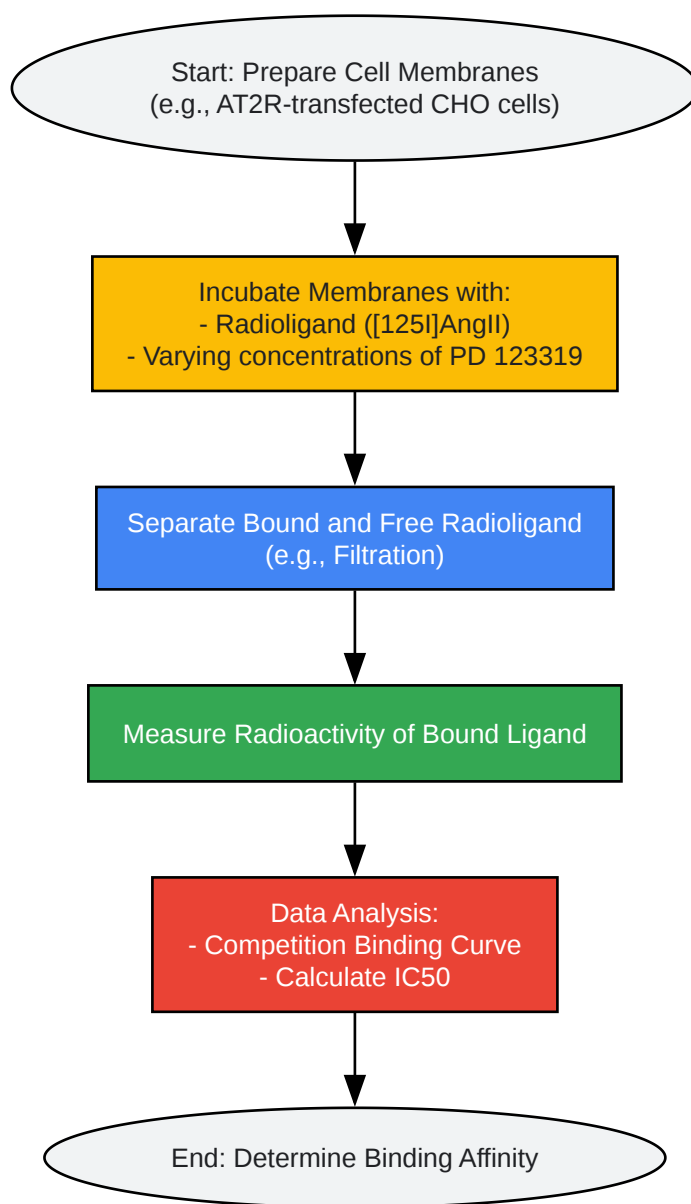 Start: Prepare Cell Membranes
(e.g., AT2R-transfected CHO cells)
Incubate Membranes with:
- Radioligand ([125I]AngII)
- Varying concentrations of PD 123319
Separate Bound and Free Radioligand
(e.g., Filtration)
Measure Radioactivity of Bound Ligand
Data Analysis:
- Competition Binding Curve
- Calculate IC50
End: Determine Binding Affinity